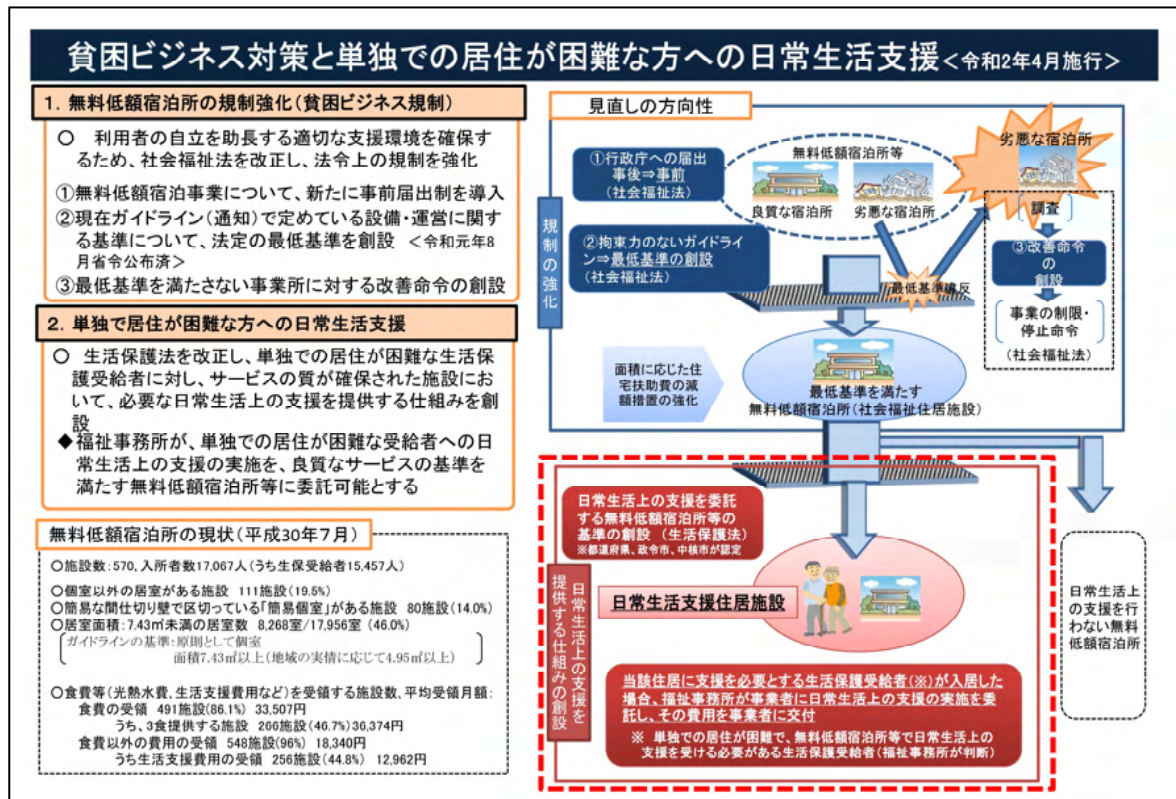 貧困ビジネス対策と単独での居住が困難な方への日常生活支援<令和2年4月施行>
1. 無料低額宿泊所の規制強化(貧困ビジネス規制)
○ 利用者の自立を助長する適切な支援環境を確保す
るため、社会福祉法を改正し、法令上の規制を強化
①無料低額宿泊事業について、新たに事前届出制を導入
②現在ガイドライン(通知)で定めている設備・運営に関す
る基準について、法定の最低基準を創設 <令和元年8
月省令公布済>
③最低基準を満たさない事業所に対する改善命令の創設
2. 単独で居住が困難な方への日常生活支援
○ 生活保護法を改正し、単独での居住が困難な生活保
護受給者に対し、サービスの質が確保された施設にお
いて、必要な日常生活上の支援を提供する仕組みを創
設
◆福祉事務所が、単独での居住が困難な受給者への日
常生活上の支援の実施を、良質なサービスの基準を
満たす無料低額宿泊所等に委託可能とする
無料低額宿泊所の現状(平成30年7月)
○施設数:570、入所者数17,067人(うち生保受給者15,457人)
○個室以外の居室がある施設 111施設(19.5%)
○簡易な間仕切り壁で区切っている「簡易個室」がある施設 80施設(14.0%)
○居室面積:7.43㎡未満の居室数 8,268室/17,956室 (46.0%)
ガイドラインの基準:原則として個室
面積7.43㎡以上(地域の実情に応じて4.95㎡以上)
○食費等(光熱水費、生活支援費用など)を受領する施設数、平均受領月額:
食費の受領 491施設(86.1%) 33,507円
うち、3食提供する施設 266施設(46.7%)36,374円
食費以外の費用の受領 548施設(96%) 18,340円
うち生活支援費用の受領 256施設(44.8%) 12,962円
見直しの方向性
規制の強化
①行政庁への届出
事後⇒事前
(社会福祉法)
無料低額宿泊所等
良質な宿泊所
劣悪な宿泊所
劣悪な宿泊所
②拘束力のないガイドライ
ン⇒最低基準の創設
(社会福祉法)
最低基準違反
調査
③改善命令
の
創設
事業の制限・
停止命令
(社会福祉法)
面積に応じた住
宅扶助費の減
額措置の強化
最低基準を満たす
無料低額宿泊所(社会福祉住居施設)
日常生活上の支援を
提供する仕組みの創設
日常生活上の支援を委託
する無料低額宿泊所等の
基準の創設 (生活保護法)
※都道府県、政令市、中核市が認定
日常生活支援住居施設
当該住居に支援を必要とする生活保護受給者(※)が入居した
場合、福祉事務所が事業者に日常生活上の支援の実施を委
託し、その費用を事業者に交付
※ 単独での居住が困難で、無料低額宿泊所等で日常生活上の
支援を受ける必要がある生活保護受給者(福祉事務所が判断)
日常生活上
の支援を行
わない無料
低額宿泊所